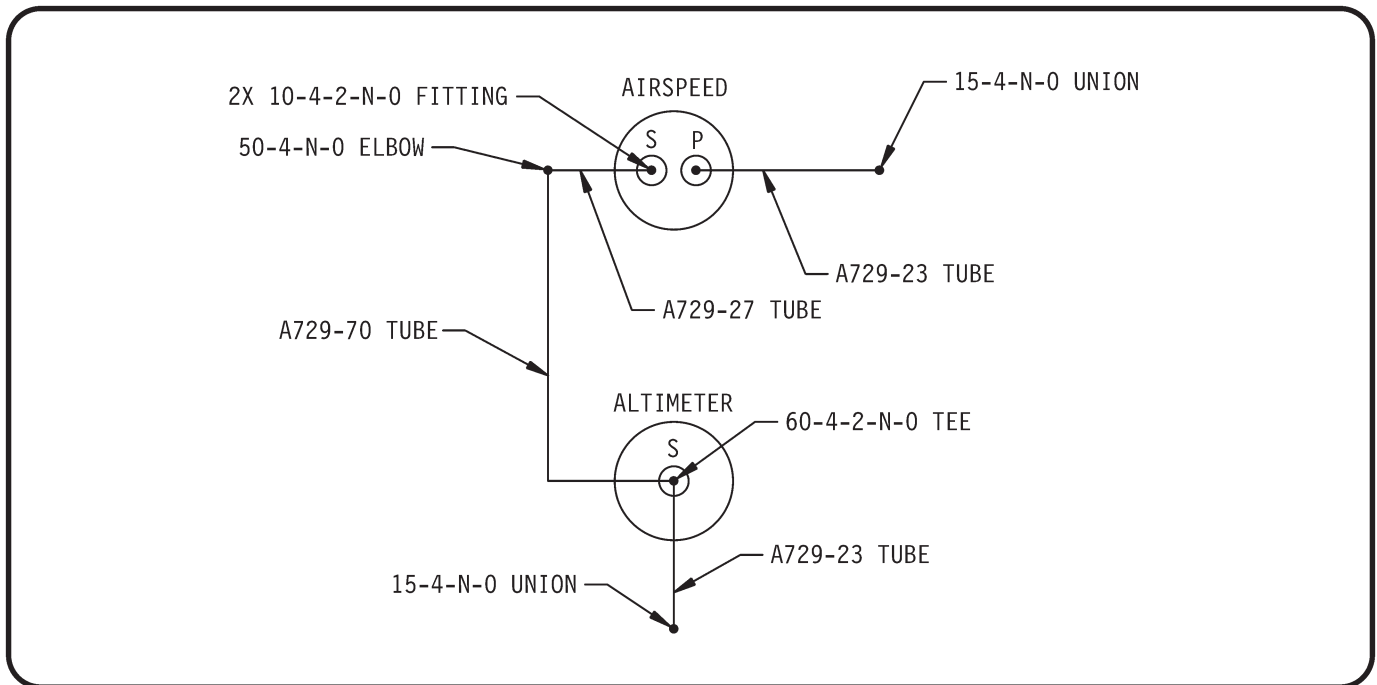 AIRSPEED
15-4-N-0 UNION
2X 10-4-2-N-0 FITTING
S
P
50-4-N-0 ELBOW
A729-23 TUBE
A729-27 TUBE
A729-70 TUBE
ALTIMETER
60-4-2-N-0 TEE
S
A729-23 TUBE
15-4-N-0 UNION